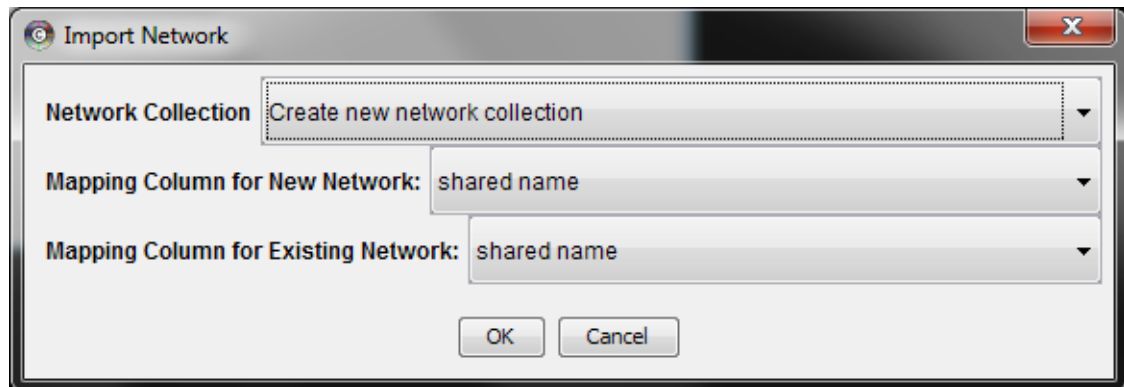 Import Network
Network Collection Create new network collection
Mapping Column for New Network: shared name
Mapping Column for Existing Network: shared name
OK Cancel